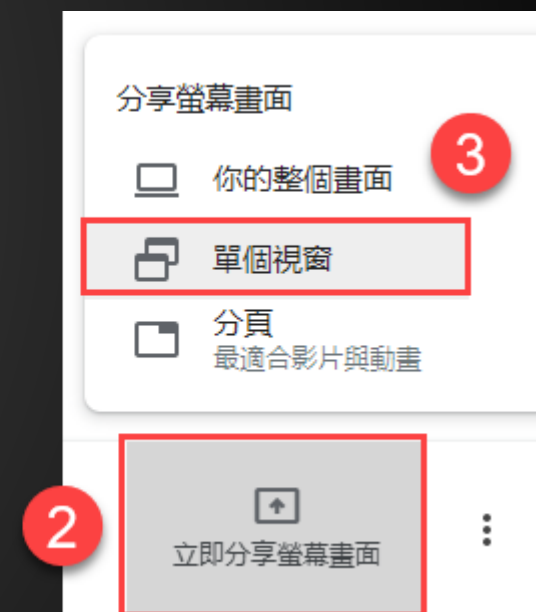 分享螢幕畫面
3
你的整個畫面
單個視窗
分頁
最適合影片與動畫
2
立即分享螢幕畫面